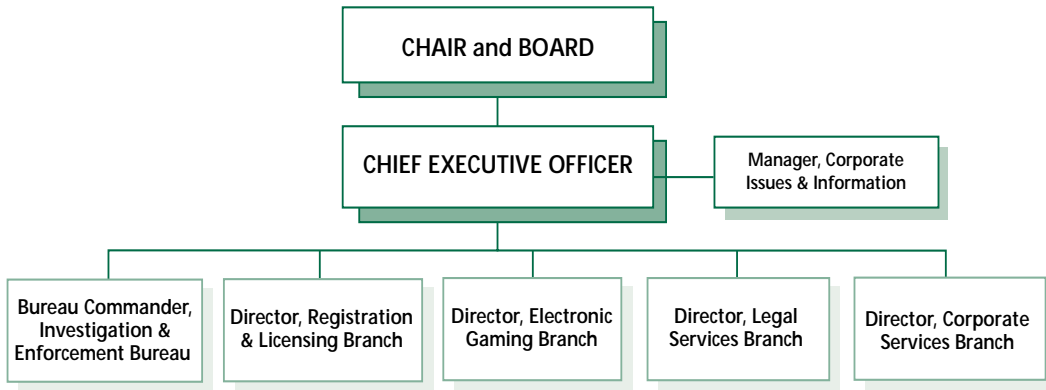 CHAIR and BOARD
CHIEF EXECUTIVE OFFICER
Manager, Corporate
Issues & Information
Bureau Commander,
Investigation &
Enforcement Bureau
Director, Registration
& Licensing Branch
Director, Electronic
Gaming Branch
Director, Legal
Services Branch
Director, Corporate
Services Branch